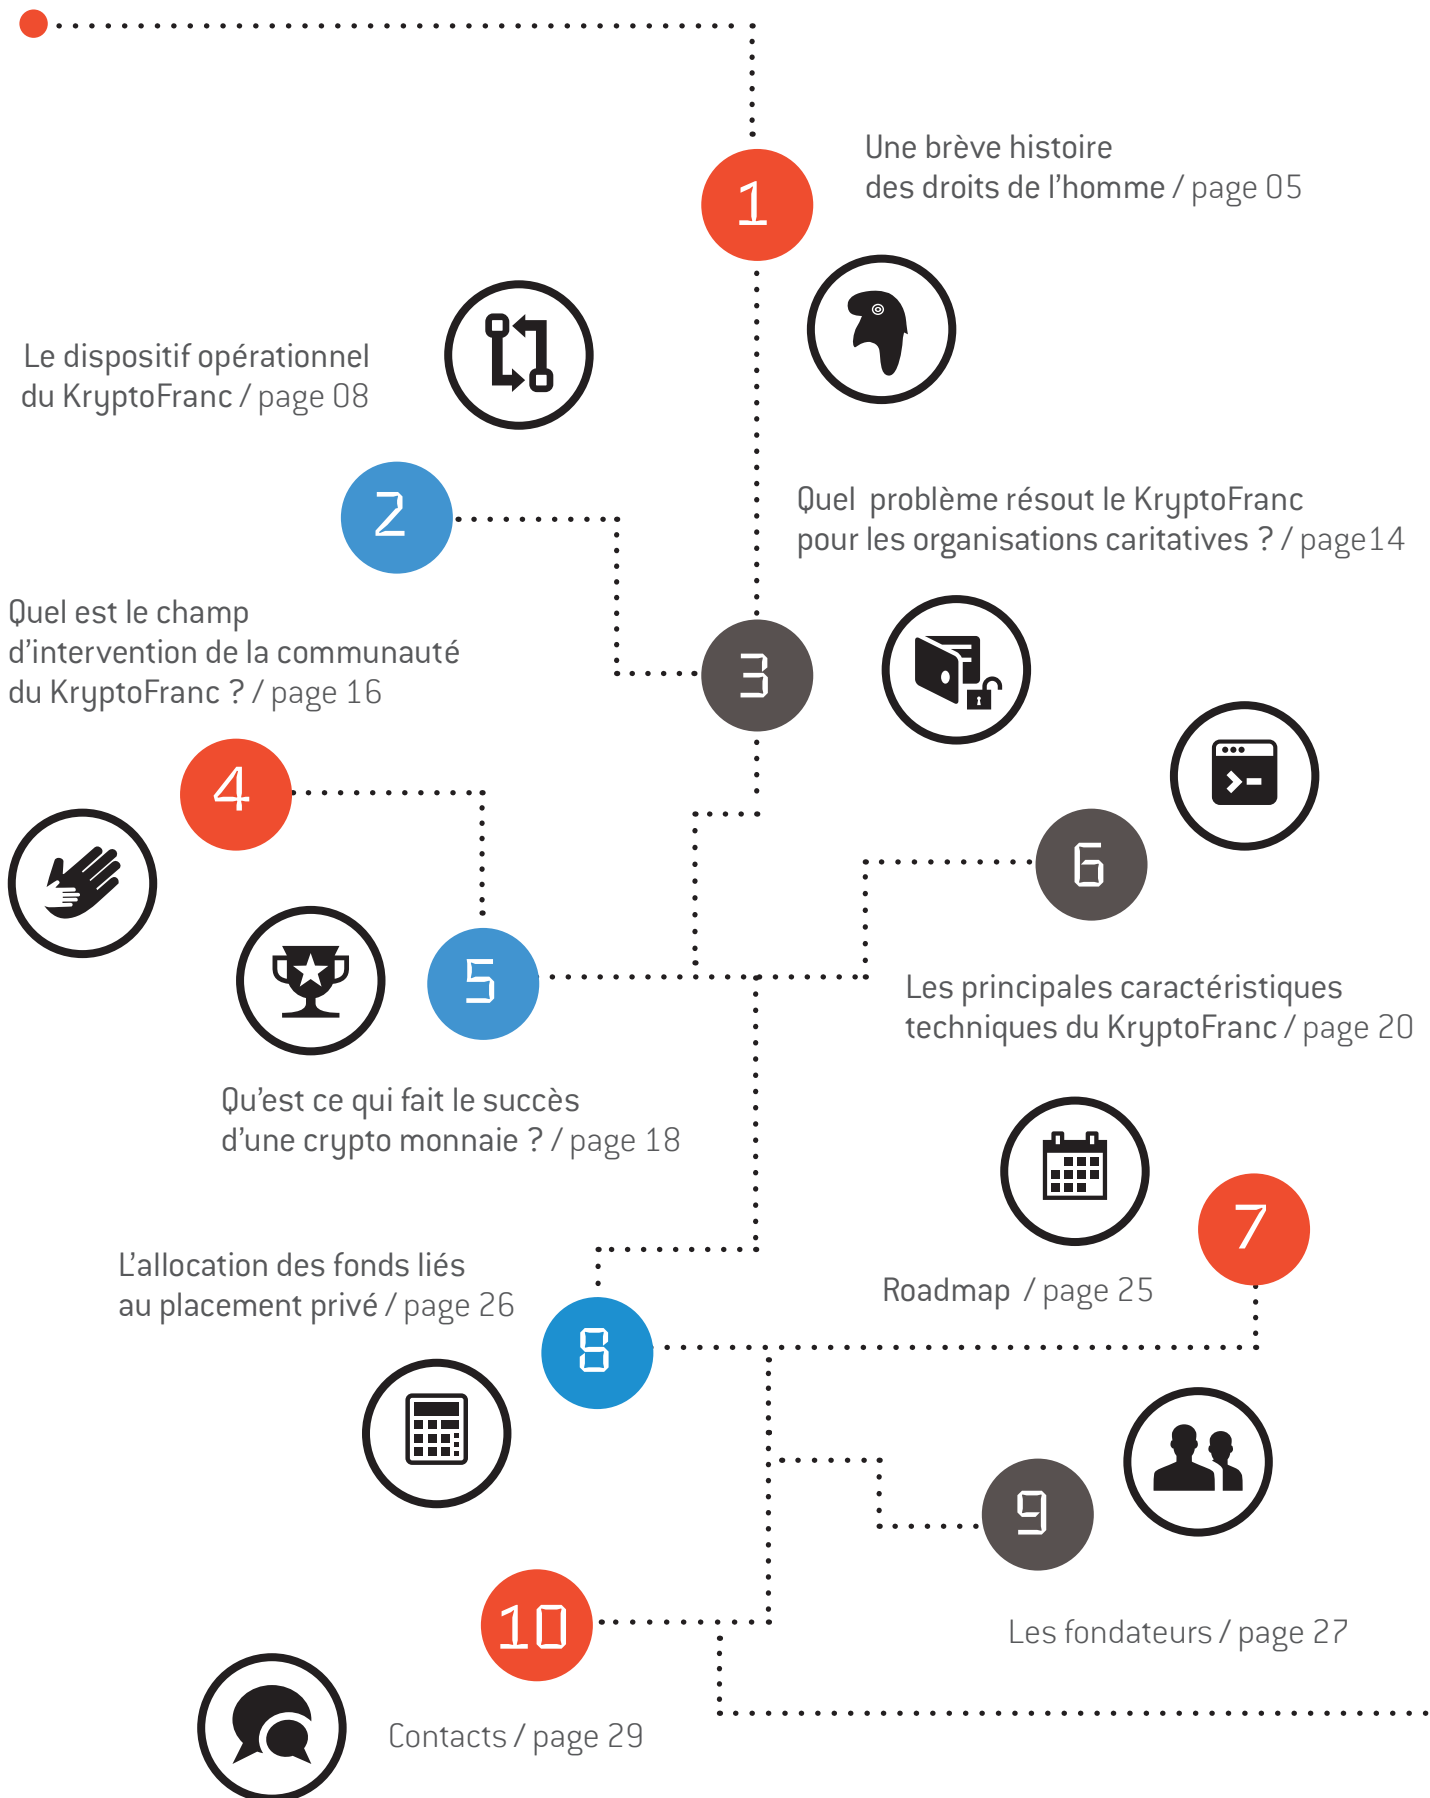 1
Une brève histoire
des droits de l'homme / page 05
Le dispositif opérationnel
du KryptoFranc / page 08
2
Quel  problème résout le KryptoFranc
pour les organisations caritatives ? / page14
3
Quel est le champ
d'intervention de la communauté
du KryptoFranc ? / page 16
4
5
Qu'est ce qui fait le succès
d'une crypto monnaie ? / page 18
6
Les principales caractéristiques
techniques du KryptoFranc / page 20
7
Roadmap  / page 25
L'allocation des fonds liés
au placement privé / page 26
8
9
Les fondateurs / page 27
10
Contacts / page 29